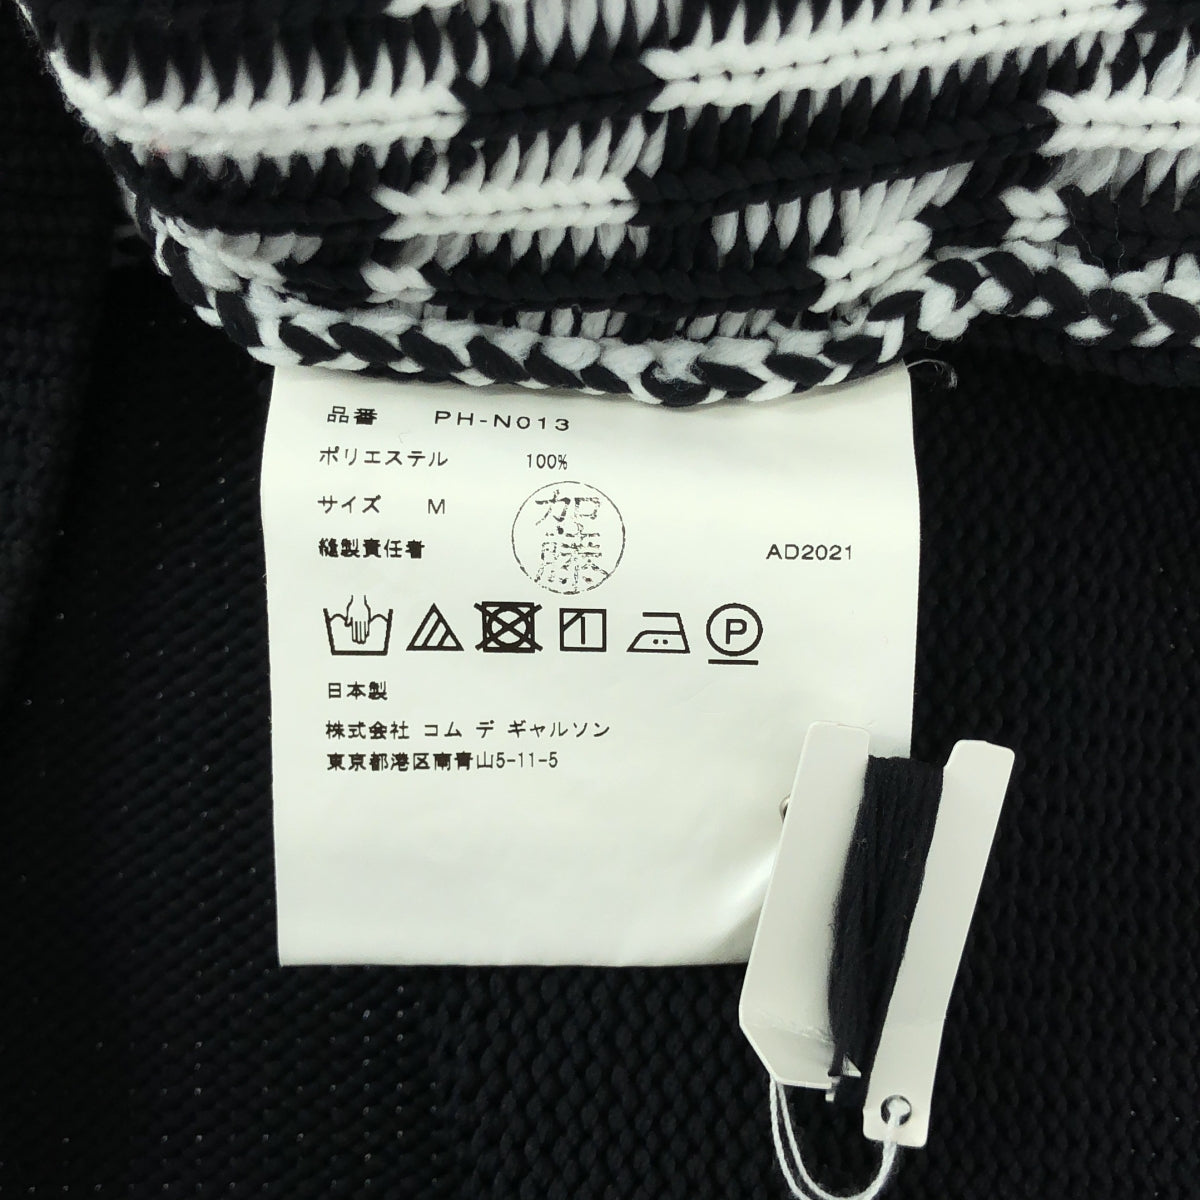 品番 PH-N013
ポリエステル 100%
サイズ M
縫製責任者 加藤 AD2021
P
日本製
株式会社 コム デ ギャルソン
東京都港区南青山5-11-5